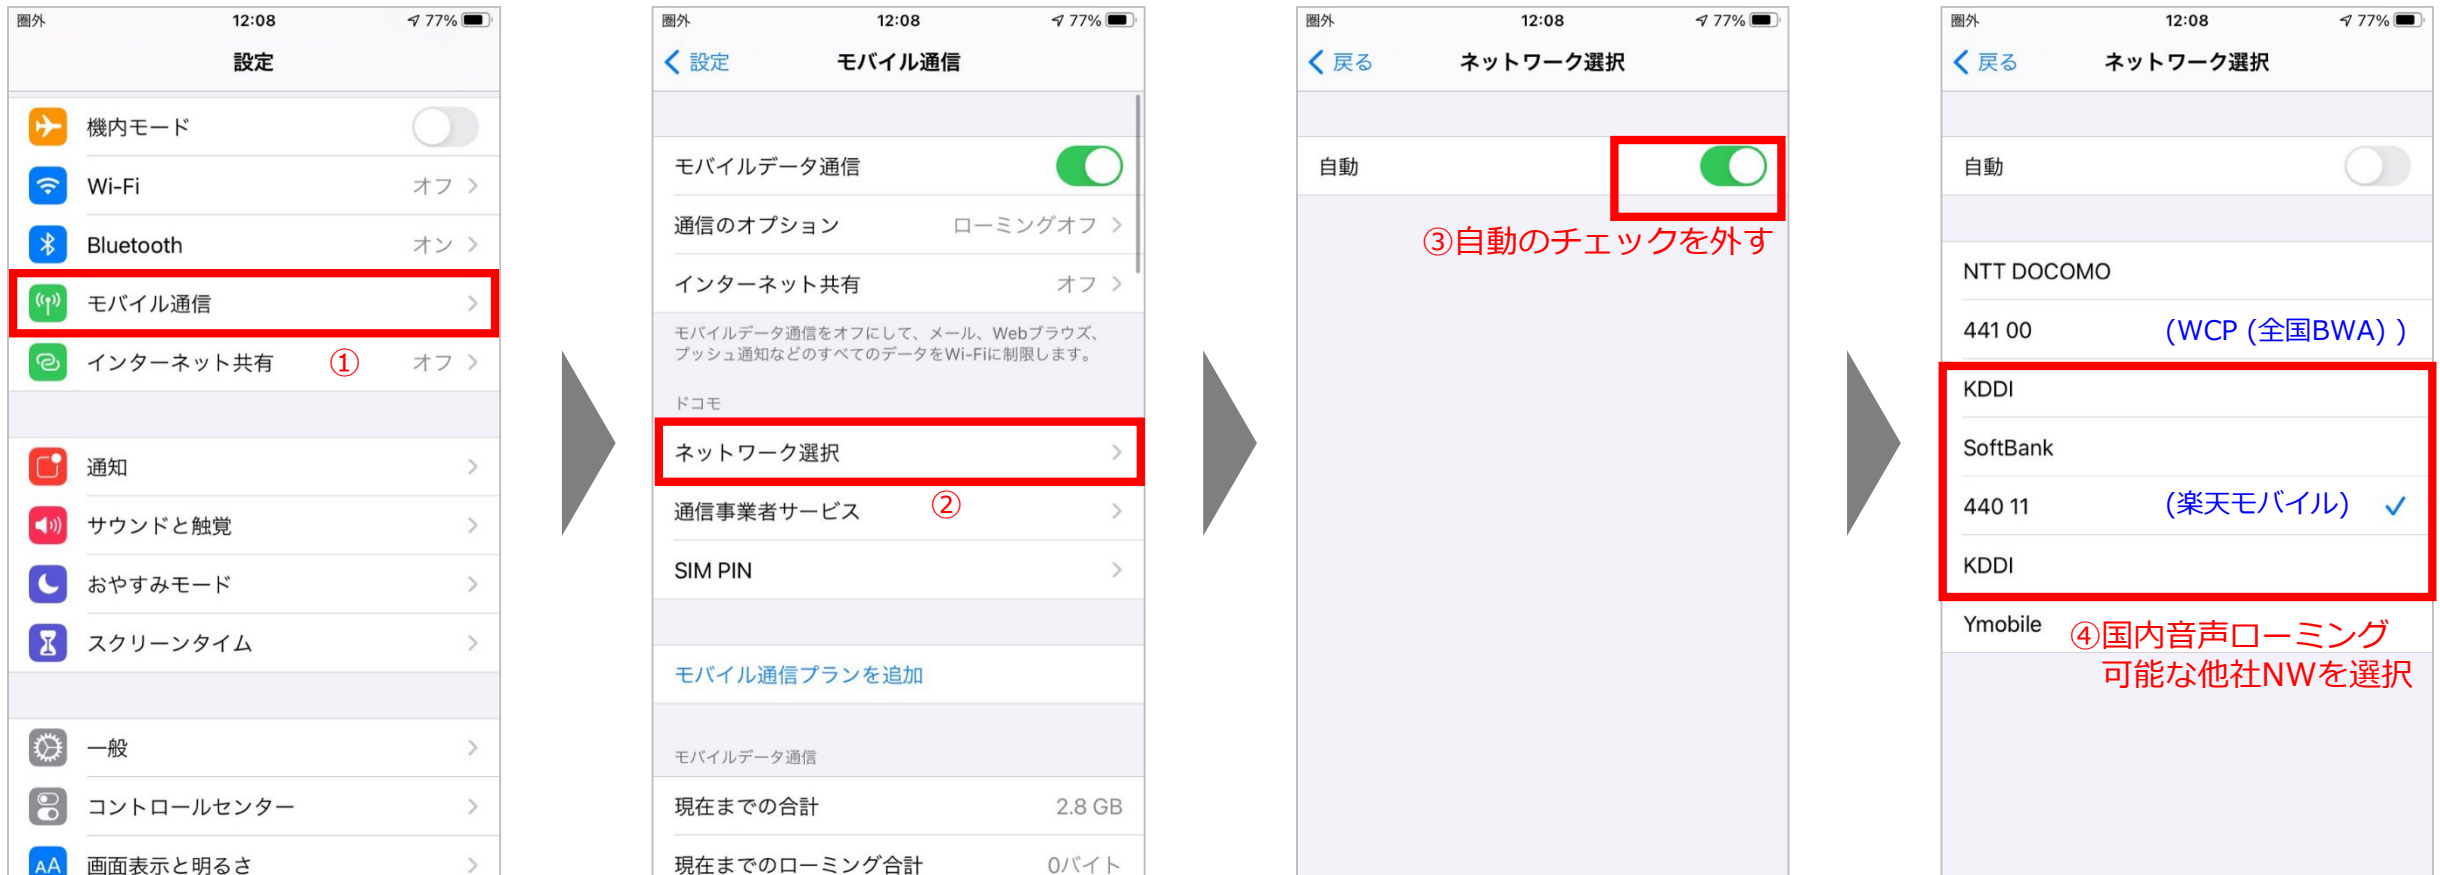 圏外 12:08 77%
設定
機内モード
Wi-Fi オフ
Bluetooth オン
モバイル通信
インターネット共有 ① オフ
通知
サウンドと触覚
おやすみモード
スクリーンタイム
一般
コントロールセンター
AA 画面表示と明るさ
圏外 12:08 77%
設定 モバイル通信
モバイルデータ通信
通信のオプション ローミングオフ
インターネット共有 オフ
モバイルデータ通信をオフにして、メール、Webブラウズ、
プッシュ通知などのすべてのデータをWi-Fiに制限します。
ドコモ
ネットワーク選択
通信事業者サービス ②
SIM PIN
モバイル通信プランを追加
モバイルデータ通信
現在までの合計 2.8 GB
現在までのローミング合計 0バイト
圏外 12:08 77%
戻る ネットワーク選択
自動
③自動のチェックを外す
圏外 12:08 77%
戻る ネットワーク選択
自動
NTT DOCOMO
441 00 (WCP (全国BWA) )
KDDI
SoftBank
440 11 (楽天モバイル)
KDDI
Ymobile
④国内音声ローミング
可能な他社NWを選択